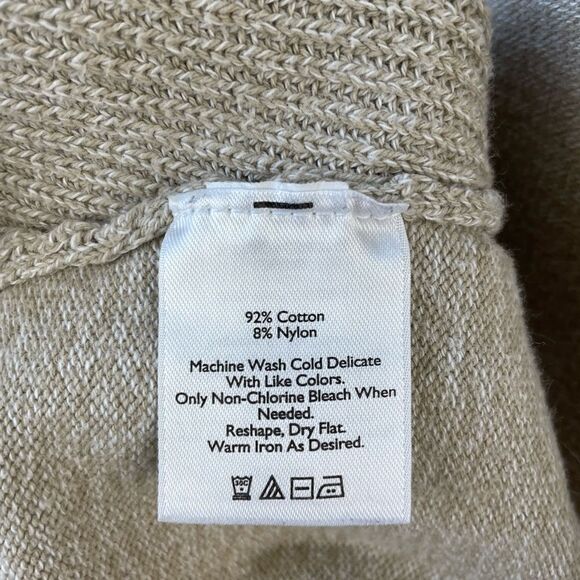 92% Cotton
8% Nylon
Machine Wash Cold Delicate
With Like Colors.
Only Non-Chlorine Bleach When
Needed.
Reshape, Dry Flat.
Warm Iron As Desired.
30C